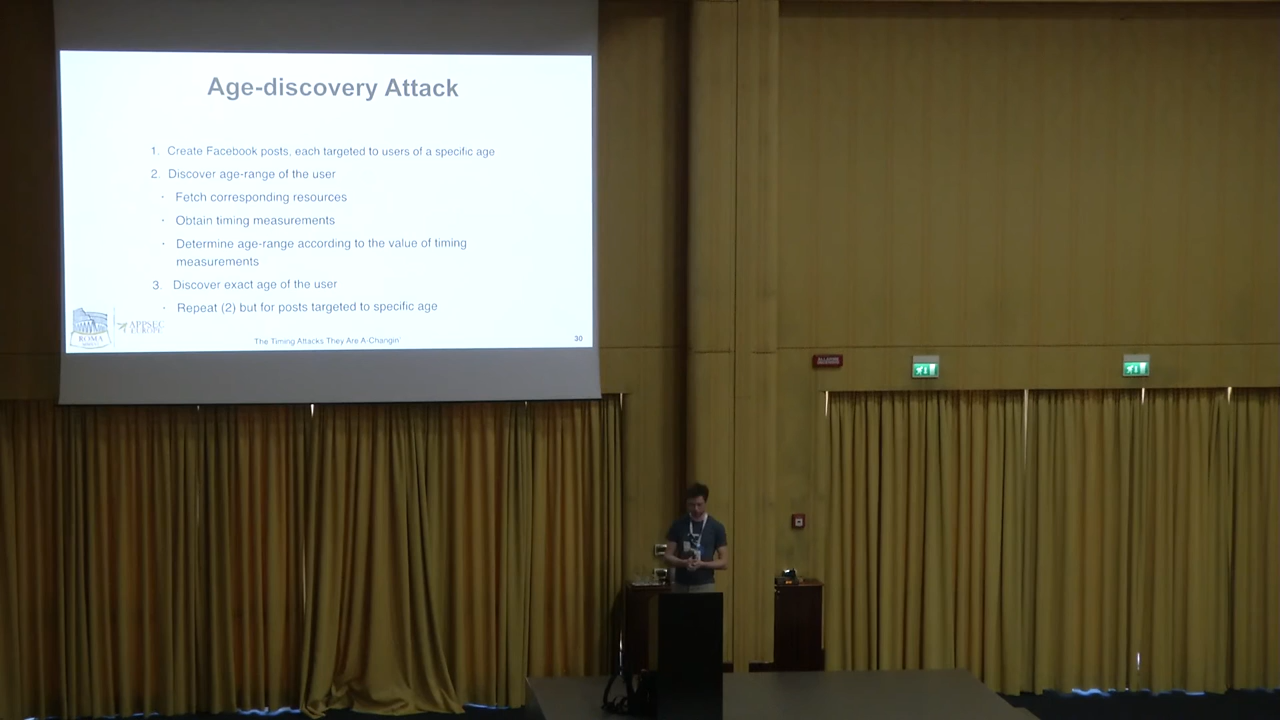 Age-discovery Attack
1. Create Facebook posts, each targeted to users of a specific age
2. Discover age-range of the user
· Fetch corresponding resources
· Obtain timing measurements
· Determine age-range according to the value of timing
measurements
3. Discover exact age of the user
· Repeat (2) but for posts targeted to specific age
ROMA
APPSEC
EUROPE
The Timing Attacks They Are A-Changin'
30